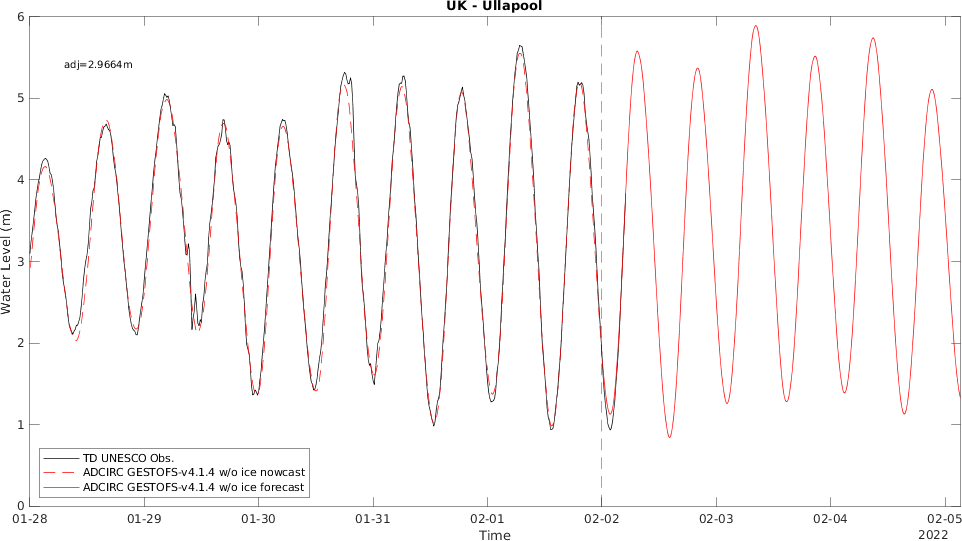 UK - Ullapool
6
adj=2.9664m
5
4
3
2
1
0
Water Level (m)
TD UNESCO Obs.
ADCIRC GESTOFS-v4.1.4 w/o ice nowcast
ADCIRC GESTOFS-v4.1.4 w/o ice forecast
01-28 01-29 01-30 01-31 02-01 02-02 02-03 02-04 02-05
Time
2022